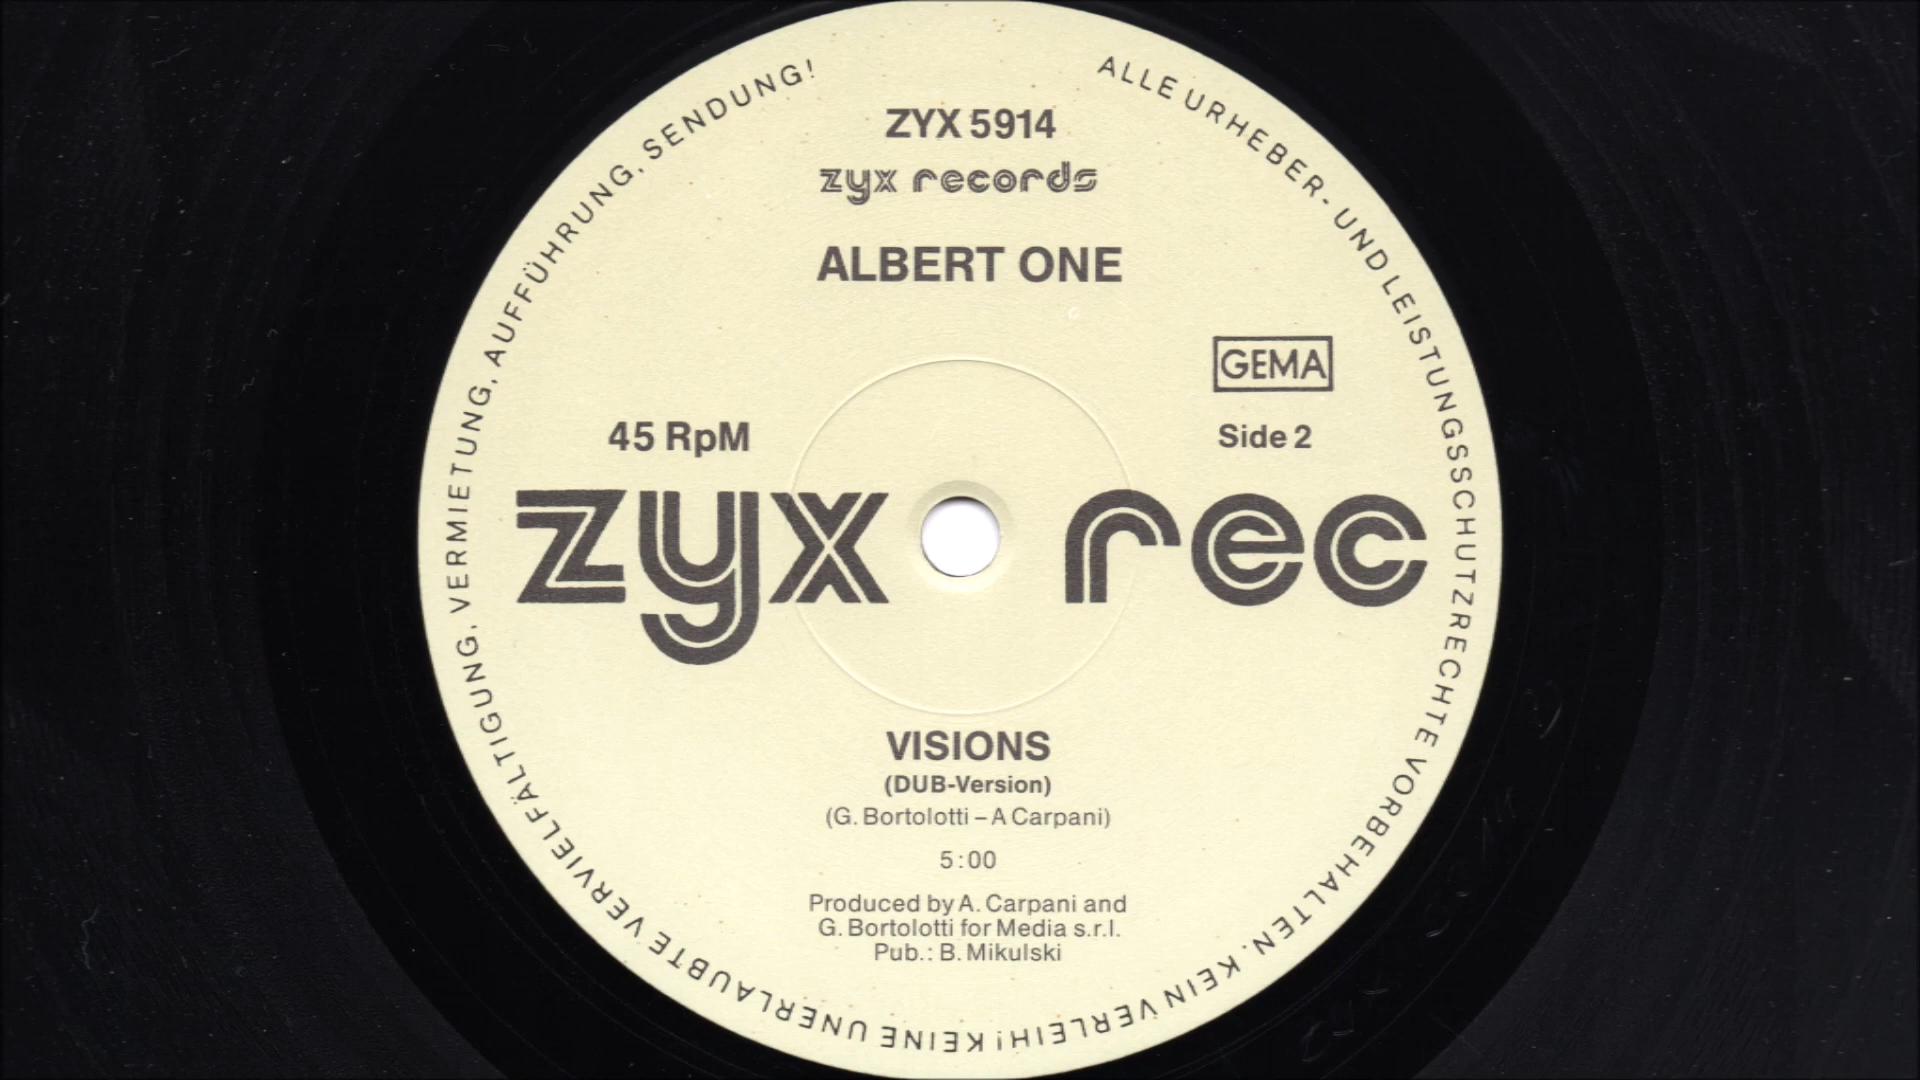 ALLE URHEBER- UND LEISTUNGSSCHUTZRECHTE VORBEHALTEN. KEIN VERLEIH! KEINE UNERLAUBTE VERVIELFÄLTIGUNG, VERMIETUNG, AUFFÜHRUNG, SENDUNG!
ZYX 5914
zyx records
ALBERT ONE
GEMA
45 RpM
Side 2
zyx rec
VISIONS
(DUB-Version)
(G. Bortolotti – A Carpani)
5:00
Produced by A. Carpani and
G. Bortolotti for Media s.r.l.
Pub.: B. Mikulski